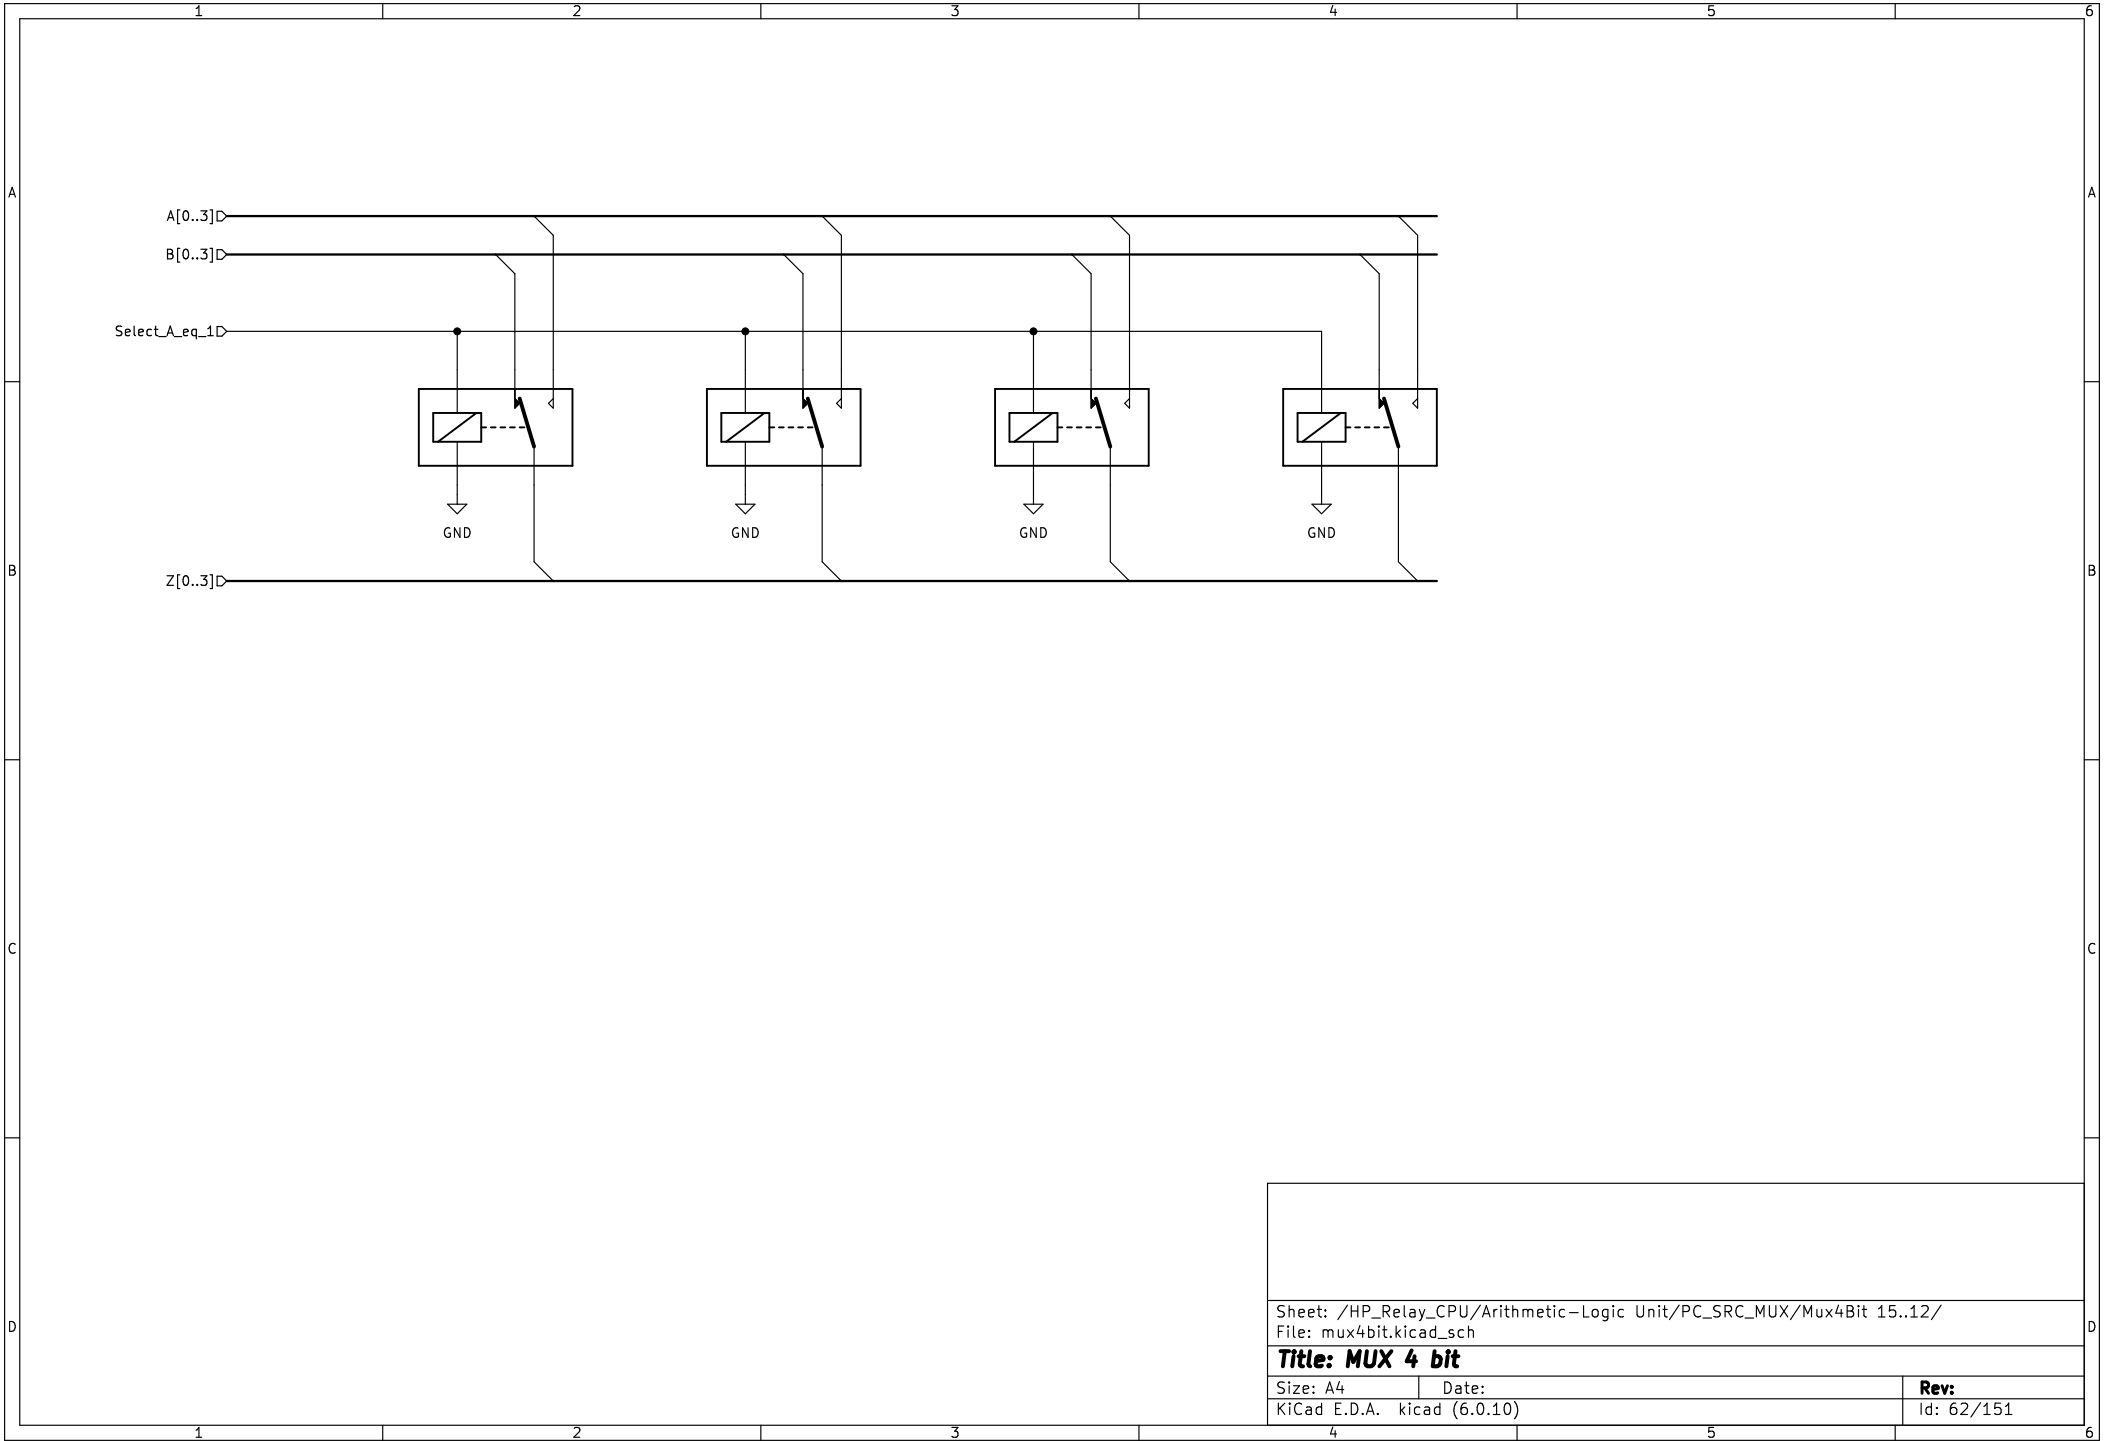 1 2 3 4 5 6
A A
A[0..3]
B[0..3]
Select_A_eq_1
GND GND GND GND
B B
Z[0..3]
C C
Sheet: /HP_Relay_CPU/Arithmetic-Logic Unit/PC_SRC_MUX/Mux4Bit 15..12/
D D
File: mux4bit.kicad_sch
Title: MUX 4 bit
Size: A4 Date: Rev:
KiCad E.D.A. kicad (6.0.10) Id: 62/151
1 2 3 4 5 6